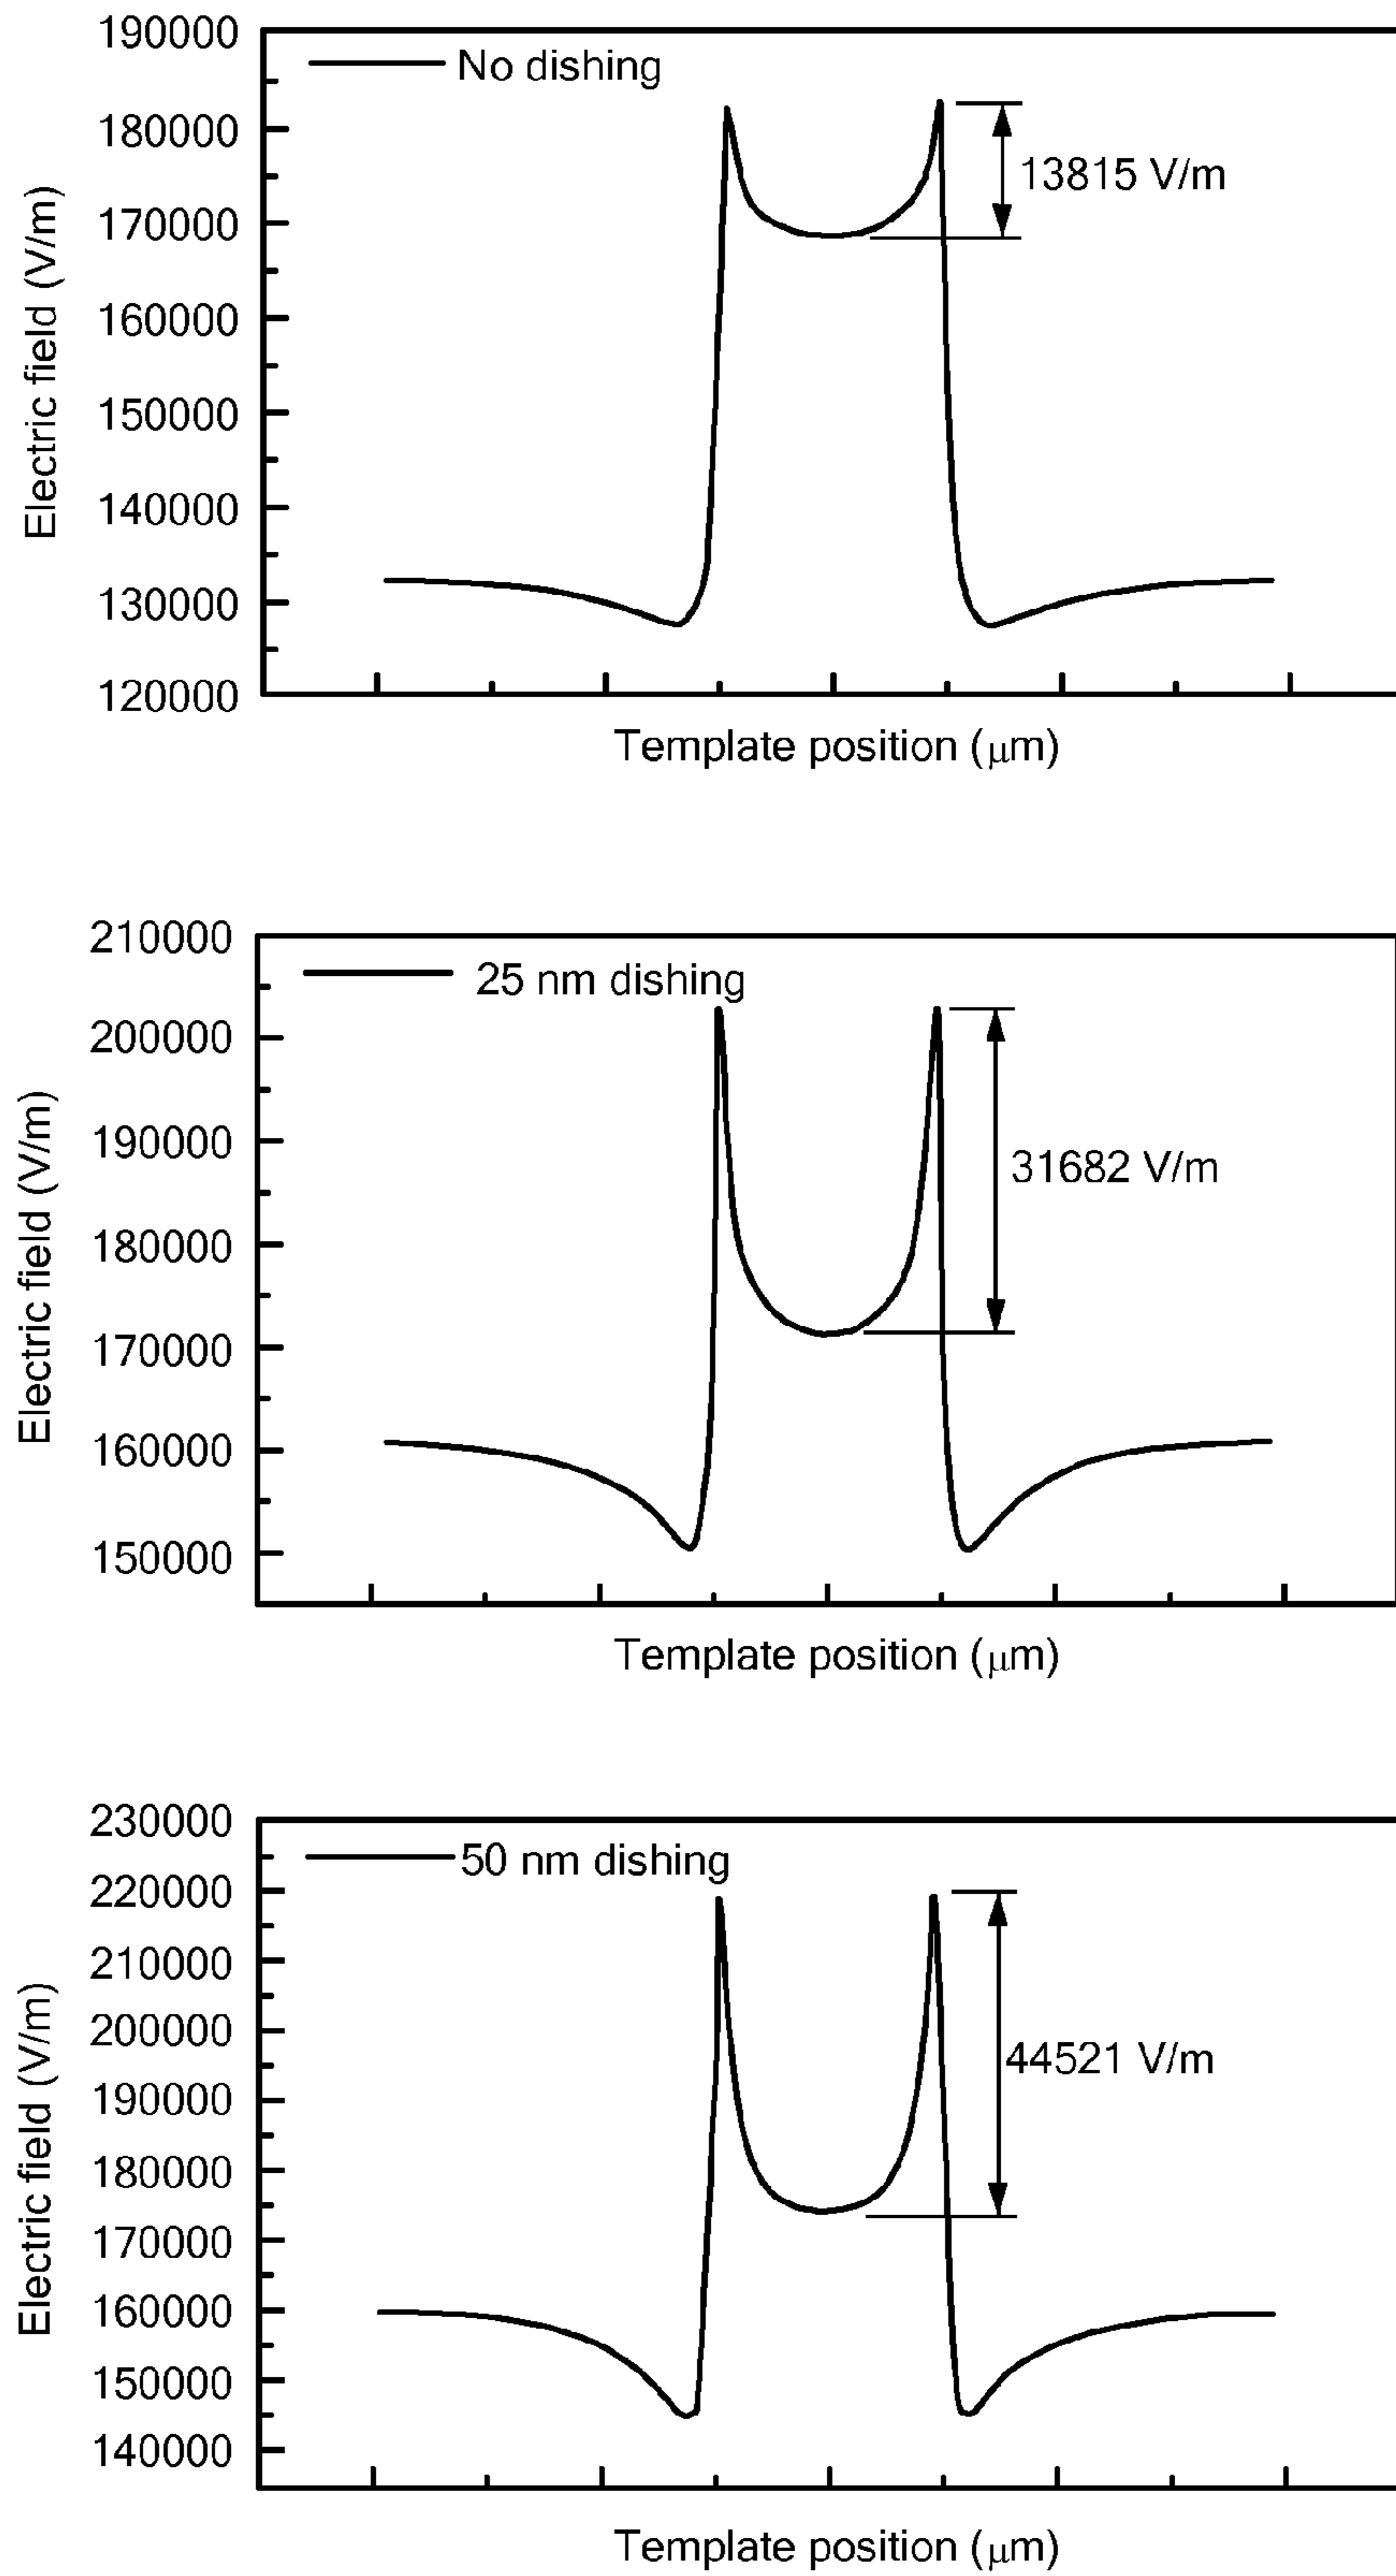 190000
No dishing
180000
13815 V/m
170000
160000
150000
140000
130000
120000
Electric field (V/m)
Template position (μm)
210000
25 nm dishing
200000
190000
31682 V/m
180000
170000
160000
150000
Electric field (V/m)
Template position (μm)
230000
50 nm dishing
220000
210000
200000
44521 V/m
190000
180000
170000
160000
150000
140000
Electric field (V/m)
Template position (μm)